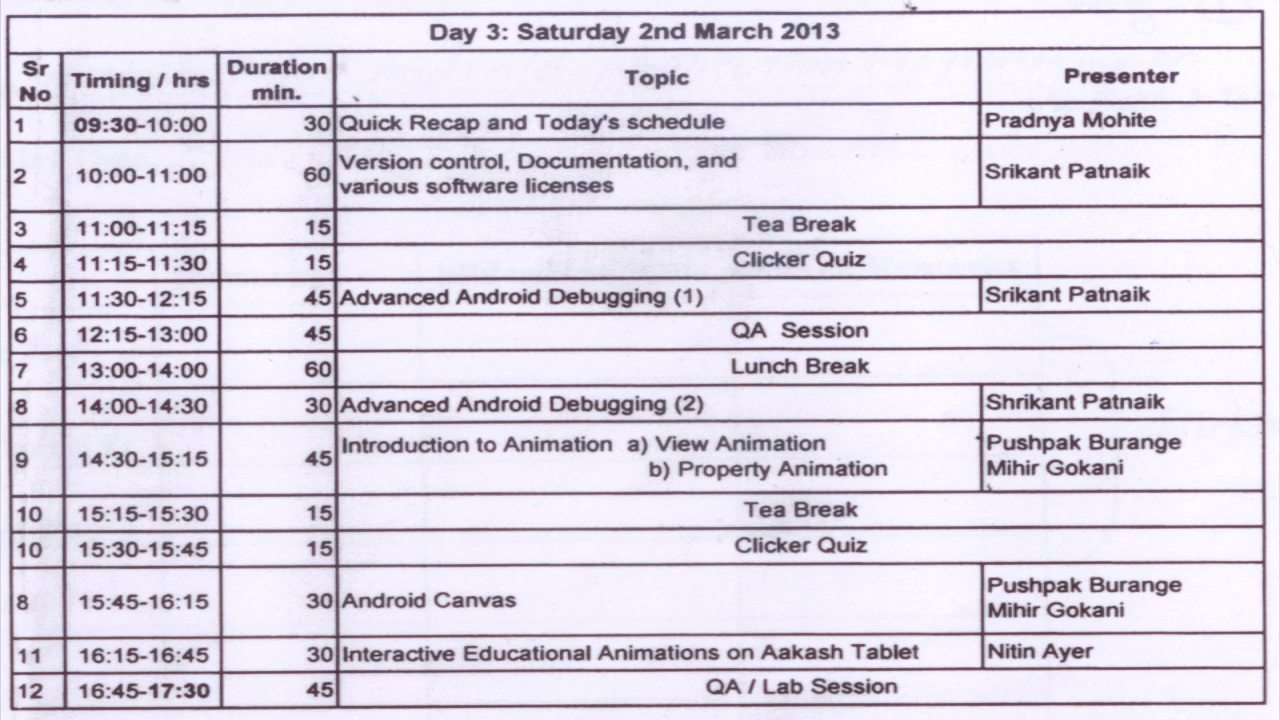 Day 3: Saturday 2nd March 2013
Sr No Timing / hrs Duration min. Topic Presenter
1 09:30-10:00 30 Quick Recap and Today's schedule Pradnya Mohite
2 10:00-11:00 60 Version control, Documentation, and various software licenses Srikant Patnaik
3 11:00-11:15 15 Tea Break
4 11:15-11:30 15 Clicker Quiz
5 11:30-12:15 45 Advanced Android Debugging (1) Srikant Patnaik
6 12:15-13:00 45 QA Session
7 13:00-14:00 60 Lunch Break
8 14:00-14:30 30 Advanced Android Debugging (2) Shrikant Patnaik
9 14:30-15:15 45 Introduction to Animation a) View Animation b) Property Animation Pushpak Burange Mihir Gokani
10 15:15-15:30 15 Tea Break
10 15:30-15:45 15 Clicker Quiz
8 15:45-16:15 30 Android Canvas Pushpak Burange Mihir Gokani
11 16:15-16:45 30 Interactive Educational Animations on Aakash Tablet Nitin Ayer
12 16:45-17:30 45 QA / Lab Session